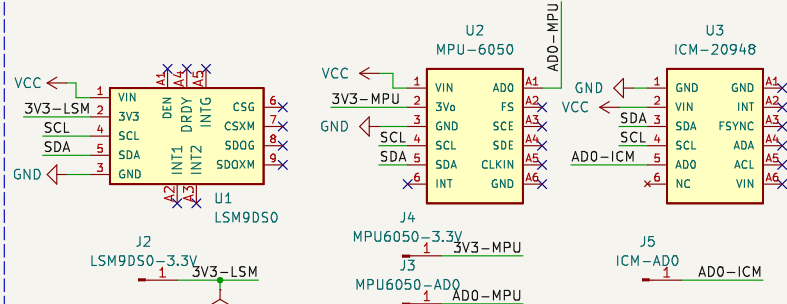 VCC
3V3-LSM
SCL
SDA
GND
1
2
4
5
3
VIN
3V3
SCL
SDA
GND
A1
A4
A5
DEN
DRDY
INTG
INT1
INT2
A2
A3
CSG
CSXM
SDOG
SDOXM
6
7
8
9
U1
LSM9DS0
U2
MPU-6050
VCC
3V3-MPU
GND
SCL
SDA
1
2
3
4
5
6
VIN
3Vo
GND
SCL
SDA
INT
AD0
FS
SCE
SDE
CLKIN
GND
A1
A2
A3
A4
A5
A6
AD0-MPU
U3
ICM-20948
GND
VCC
SDA
SCL
AD0-ICM
1
2
3
4
5
6
GND
VIN
SDA
SCL
AD0
NC
GND
INT
FSYNC
ADA
ACL
VIN
A1
A2
A3
A4
A5
A6
J2
LSM9DS0-3.3V
1
3V3-LSM
J4
MPU6050-3.3V
1
3V3-MPU
J3
MPU6050-AD0
1
AD0-MPU
J5
ICM-AD0
1
AD0-ICM